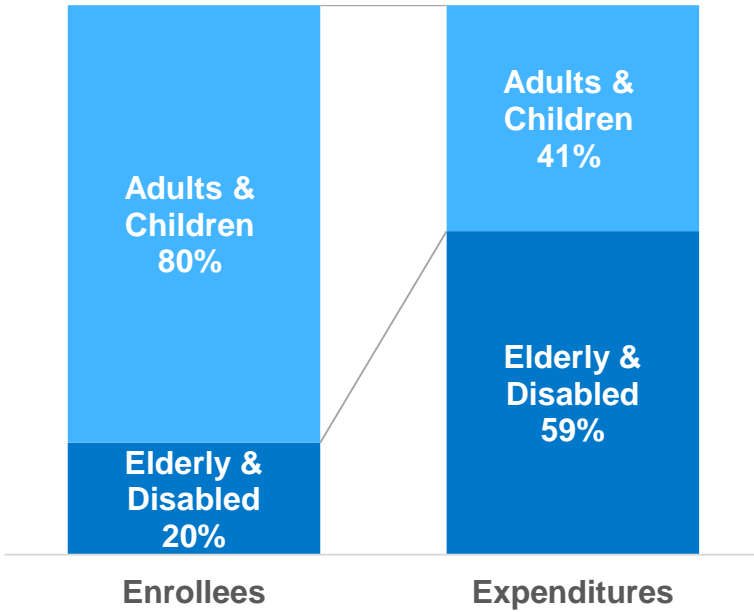 Adults &
Children
80%
Elderly &
Disabled
20%
Adults &
Children
41%
Elderly &
Disabled
59%
Enrollees
Expenditures